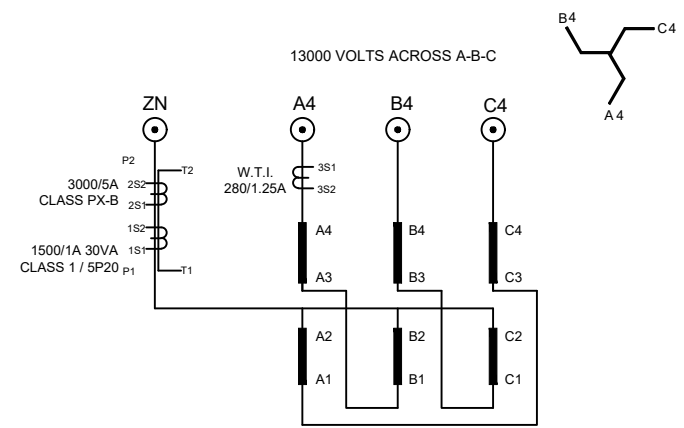 B4
C4
A4
13000 VOLTS ACROSS A-B-C
ZN
A4
B4
C4
P2
T2
3000/5A
CLASS PX-B
2S2
2S1
1S2
1500/1A 30VA
1S1
CLASS 1 / 5P20
P1
T1
W.T.I.
280/1.25A
3S1
3S2
A4
B4
C4
A3
B3
C3
A2
B2
C2
A1
B1
C1